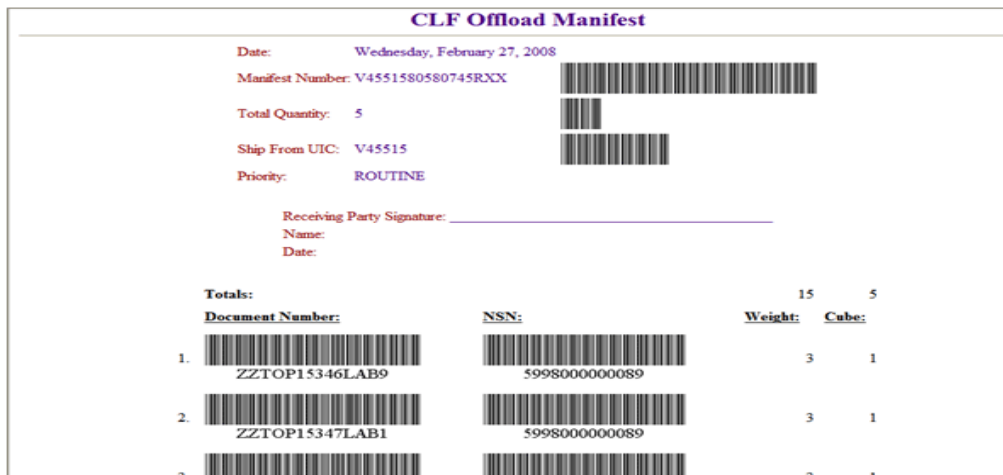 CLF Offload Manifest
Date: Wednesday, February 27, 2008
Manifest Number: V4551580580745RXX
Total Quantity: 5
Ship From UIC: V45515
Priority: ROUTINE
Receiving Party Signature:
Name:
Date:
Totals: 15 5
Document Number: NSN: Weight: Cube:
1. ZZTOP15346LAB9 5998000000089 3 1
2. ZZTOP15347LAB1 5998000000089 3 1